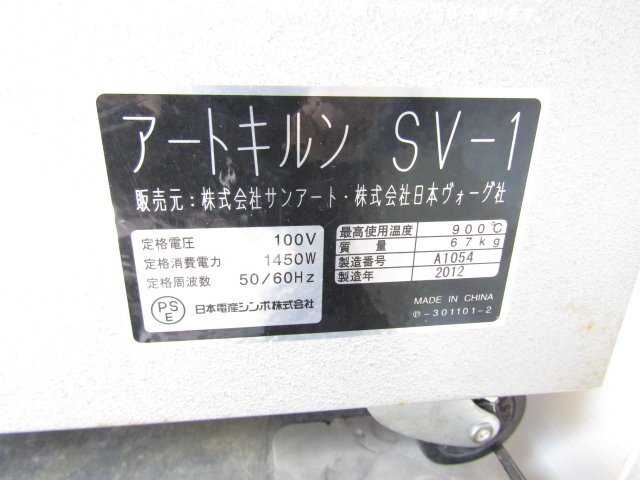 アートキルン SV-1
販売元：株式会社サンアート・株式会社日本ヴォーグ社
定格電圧 100V
定格消費電力 1450W
定格周波数 50/60Hz
PSE 日本電産シンポ株式会社
最高使用温度 900℃
質量 67kg
製造番号 A1054
製造年 2012
MADE IN CHINA
℗-301101-2